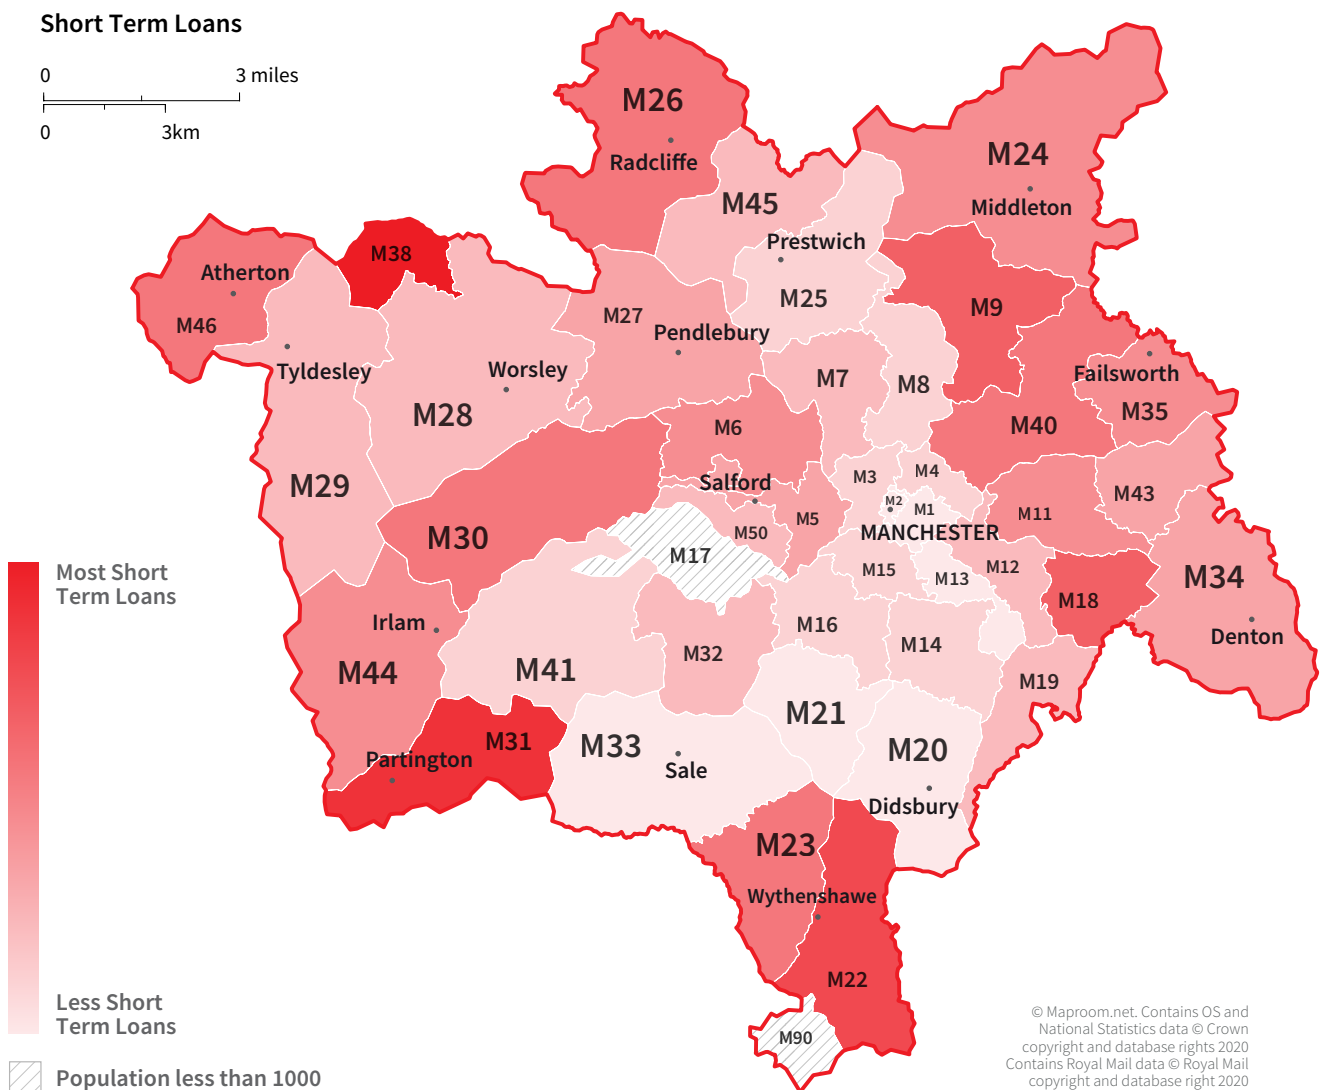 Short Term Loans
0 3 miles
0 3km
M26
Radcliffe
M24
Middleton
M45
Prestwich
M25
M38
Atherton
M46
Tyldesley
M27
Pendlebury
Worsley
M28
M29
M9
Failsworth
M35
M40
M7
M8
M6
Salford
M3
M4
M2
M1
MANCHESTER
M5
M50
M17
M30
M11
M43
M15
M13
M12
M18
M34
Denton
Irlam
M44
M41
M32
M16
M14
M19
M31
Partington
M33
Sale
M21
M20
Didsbury
M23
Wythenshawe
M22
M90
Most Short
Term Loans
Less Short
Term Loans
Population less than 1000
© Maproom.net. Contains OS and
National Statistics data © Crown
copyright and database rights 2020
Contains Royal Mail data © Royal Mail
copyright and database right 2020